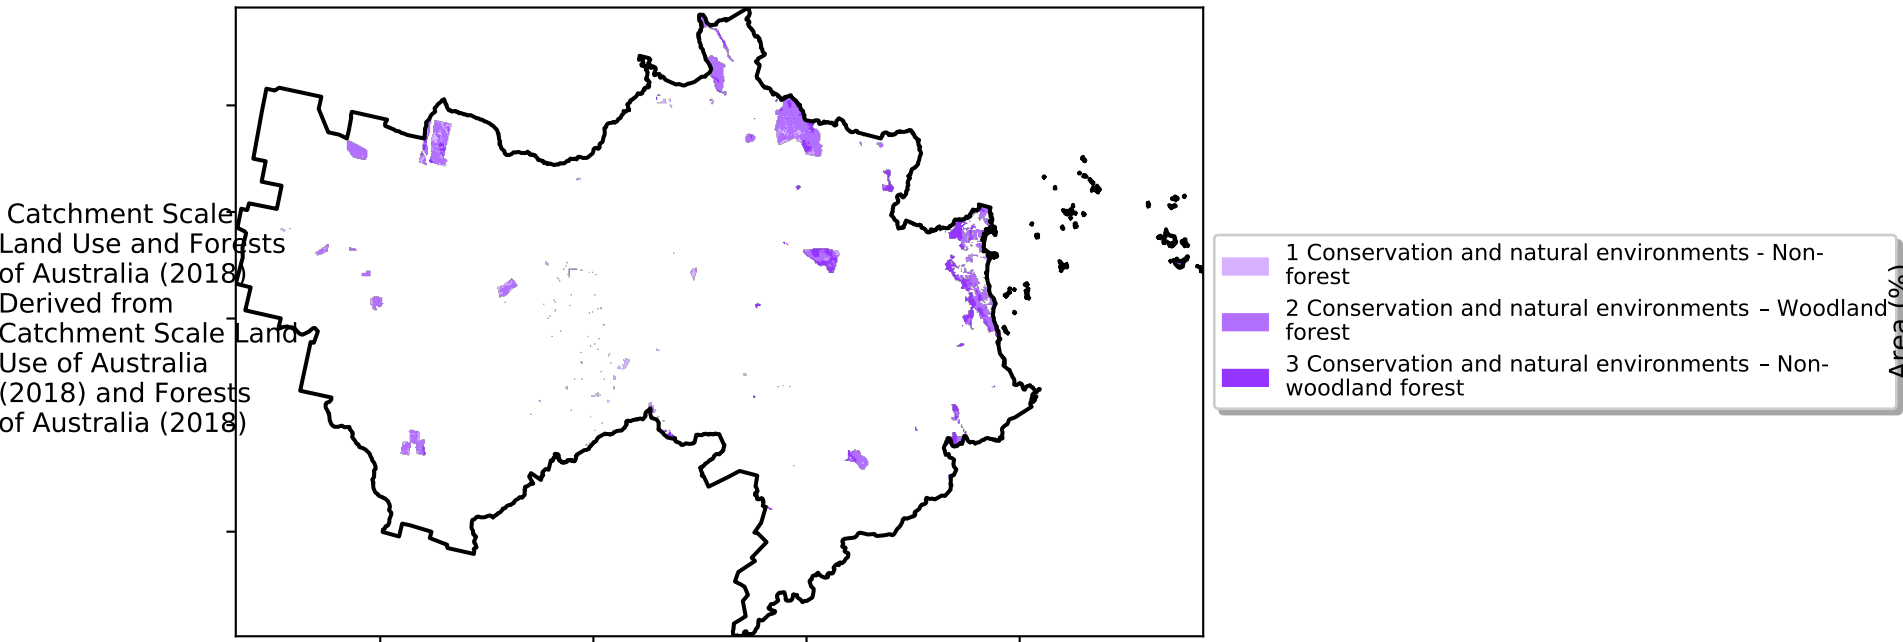 Catchment Scale
Land Use and Forests
of Australia (2018)
Derived from
Catchment Scale Land
Use of Australia
(2018) and Forests
of Australia (2018)
1 Conservation and natural environments - Non-
forest
2 Conservation and natural environments – Woodland
forest
3 Conservation and natural environments – Non-
woodland forest
Area (%)